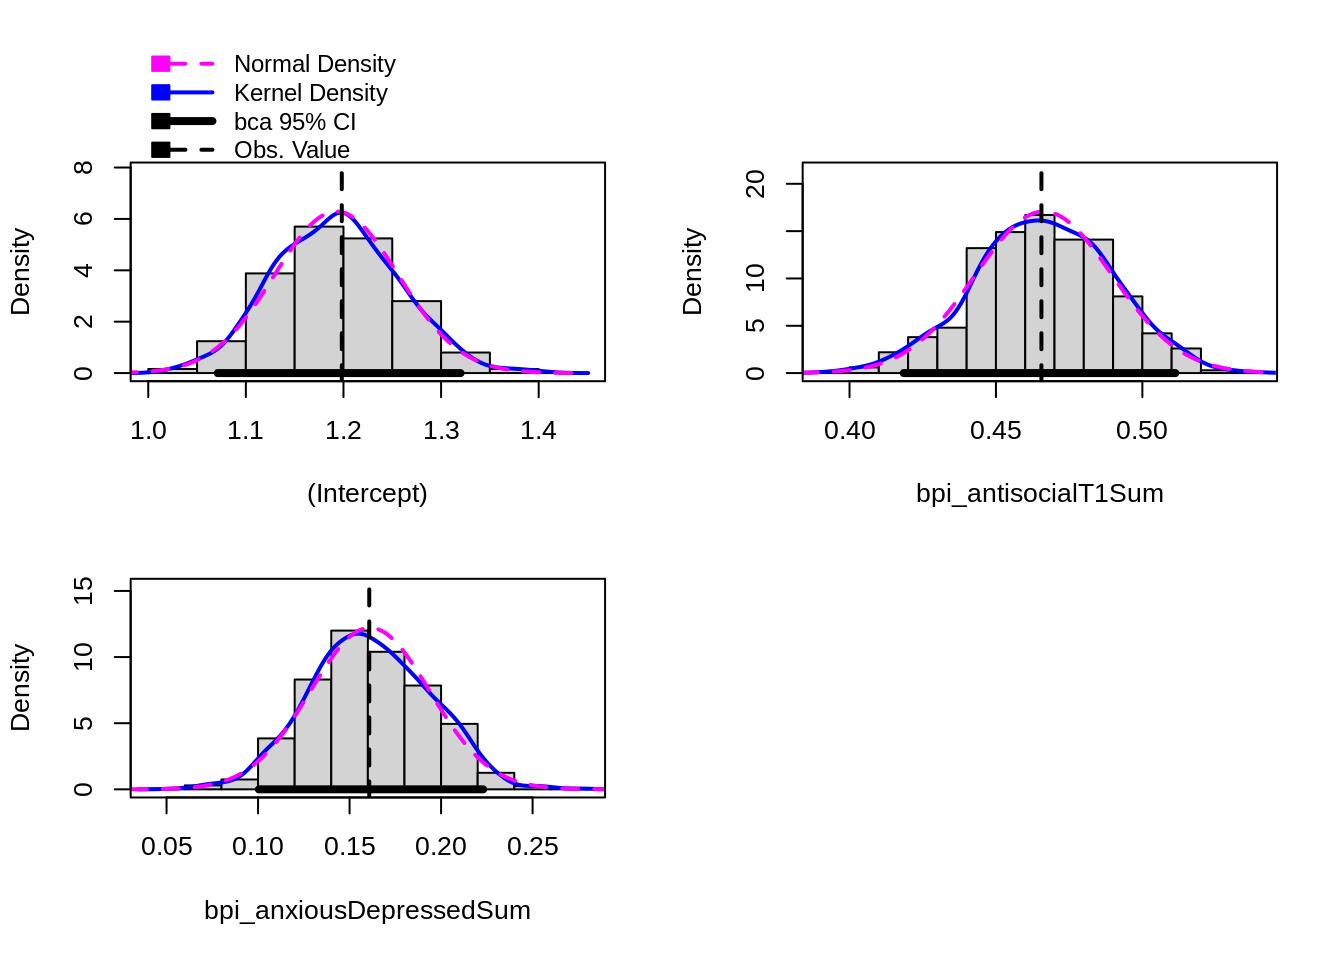 Normal Density
Kernel Density
bca 95% CI
Obs. Value
Density
0 2 4 6 8
1.0 1.1 1.2 1.3 1.4
(Intercept)
Density
0 5 10 20
0.40 0.45 0.50
bpi_antisocialT1Sum
Density
0 5 10 15
0.05 0.10 0.15 0.20 0.25
bpi_anxiousDepressedSum